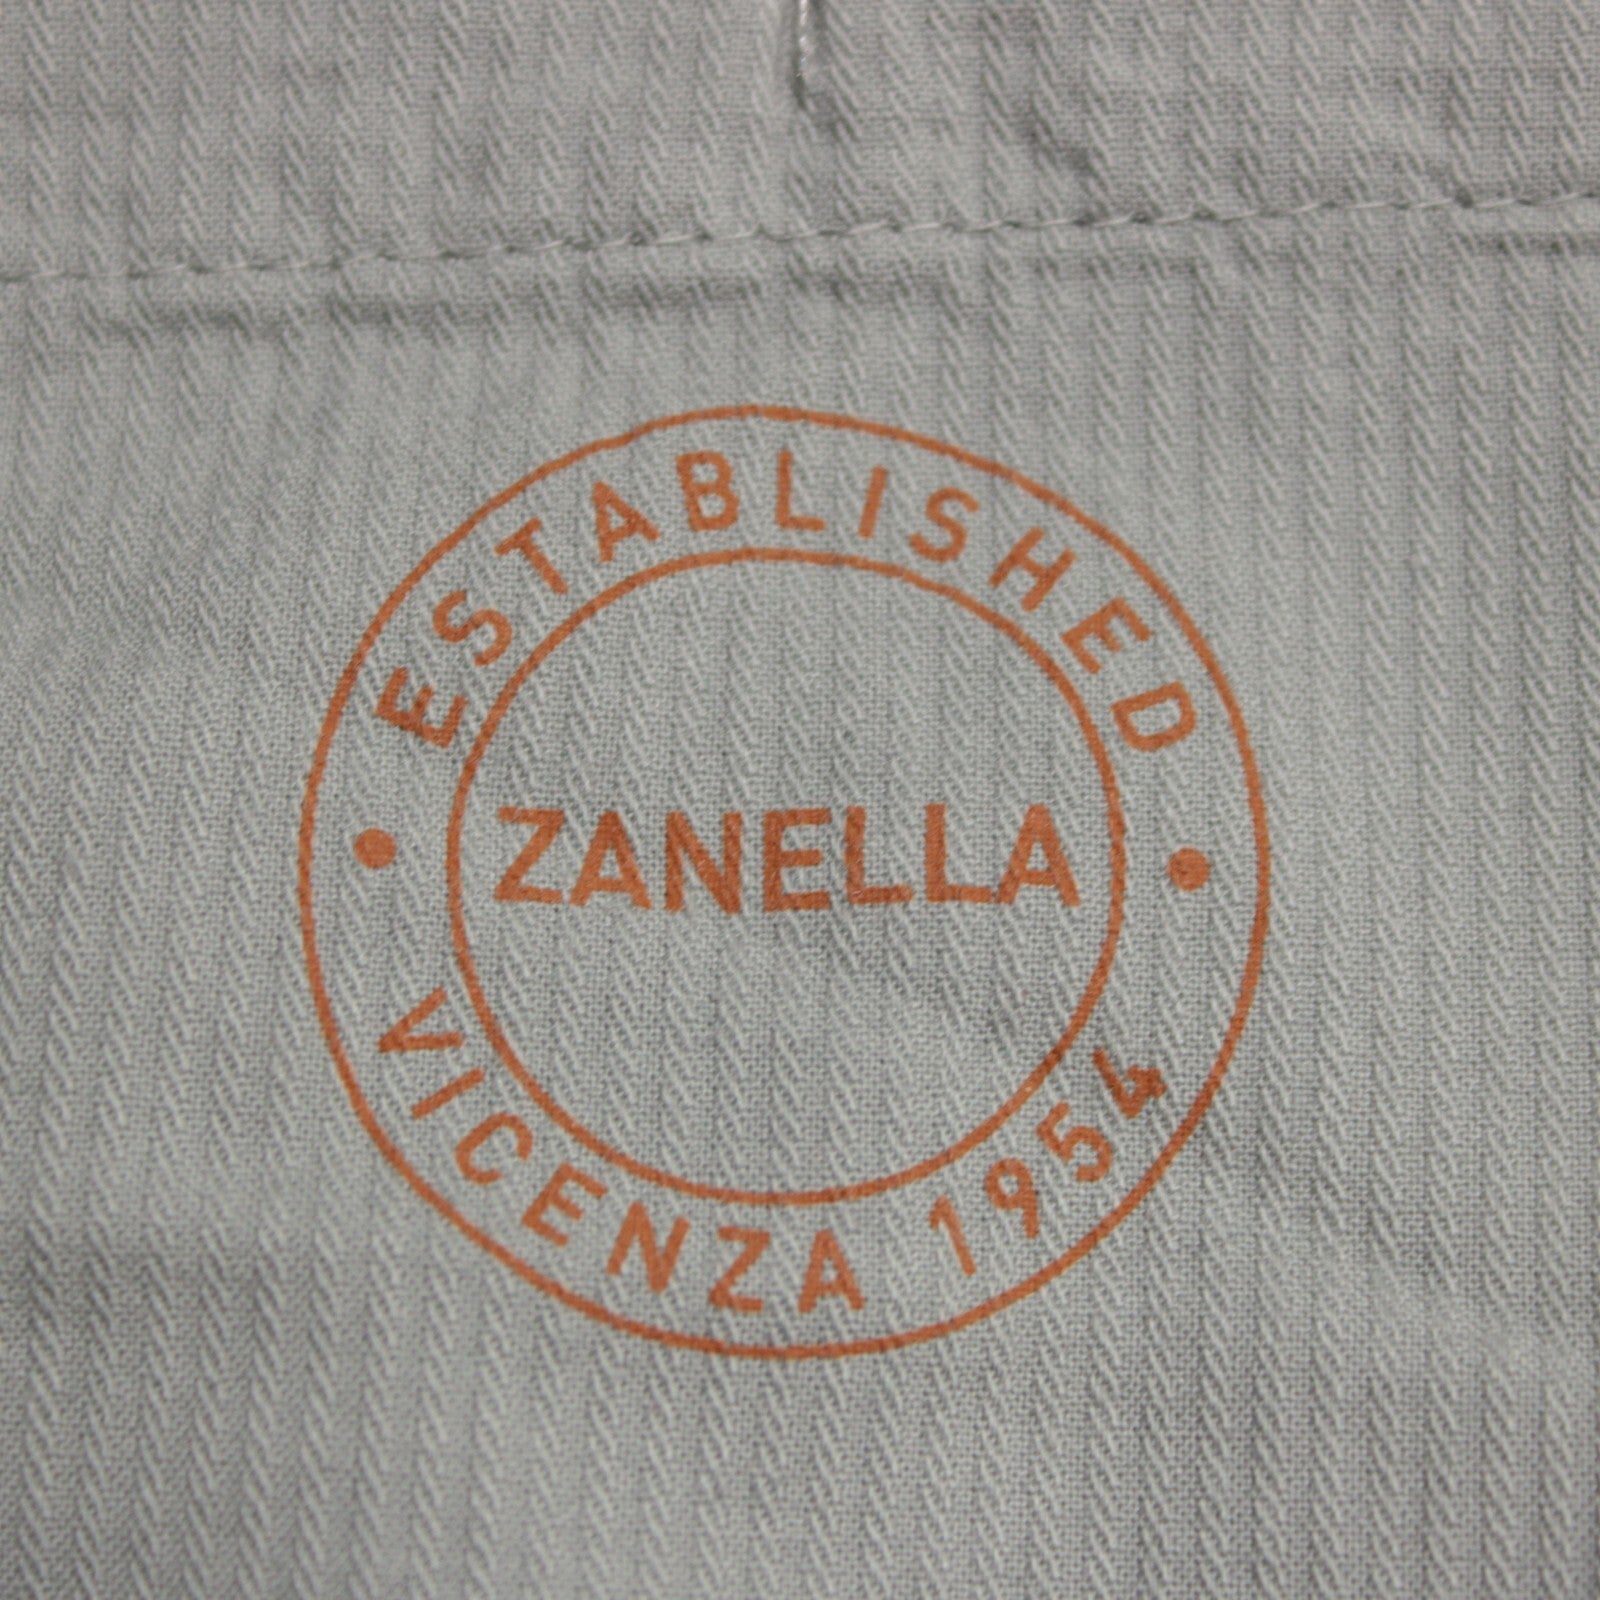 ESTABLISHED
ZANELLA
VICENZA 1954